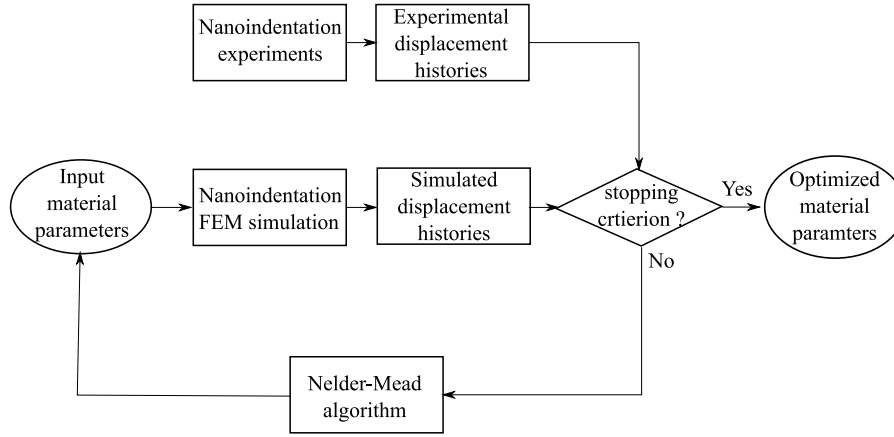 Nanoindentation
experiments
Experimental
displacement
histories
Input
material
parameters
Nanoindentation
FEM simulation
Simulated
displacement
histories
stopping
crtierion ?
Yes
Optimized
material
paramters
No
Nelder-Mead
algorithm